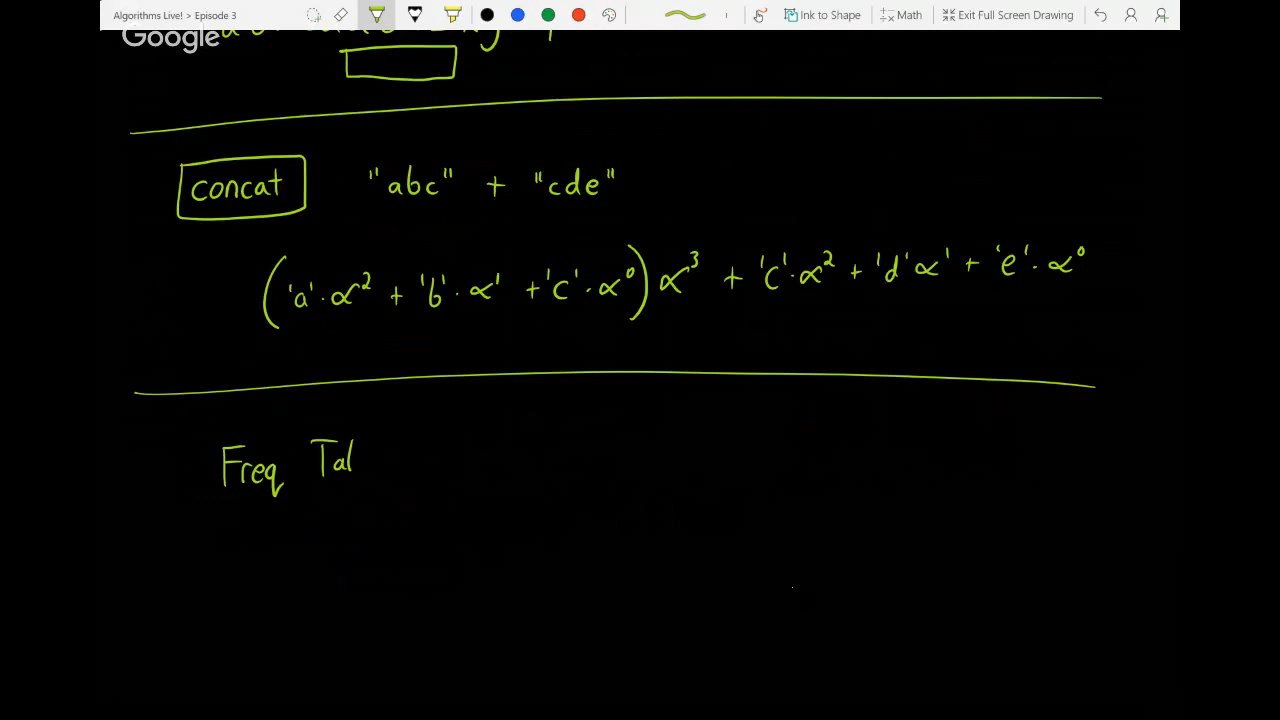 Algorithms Live! > Episode 3
Ink to Shape
Math
Exit Full Screen Drawing
Google
concat "abc" + "cde"
('a'·α² + 'b'·α¹ + 'c'·α⁰)α³ + 'c'·α² + 'd'α¹ + 'e'·α⁰
Freq Tal